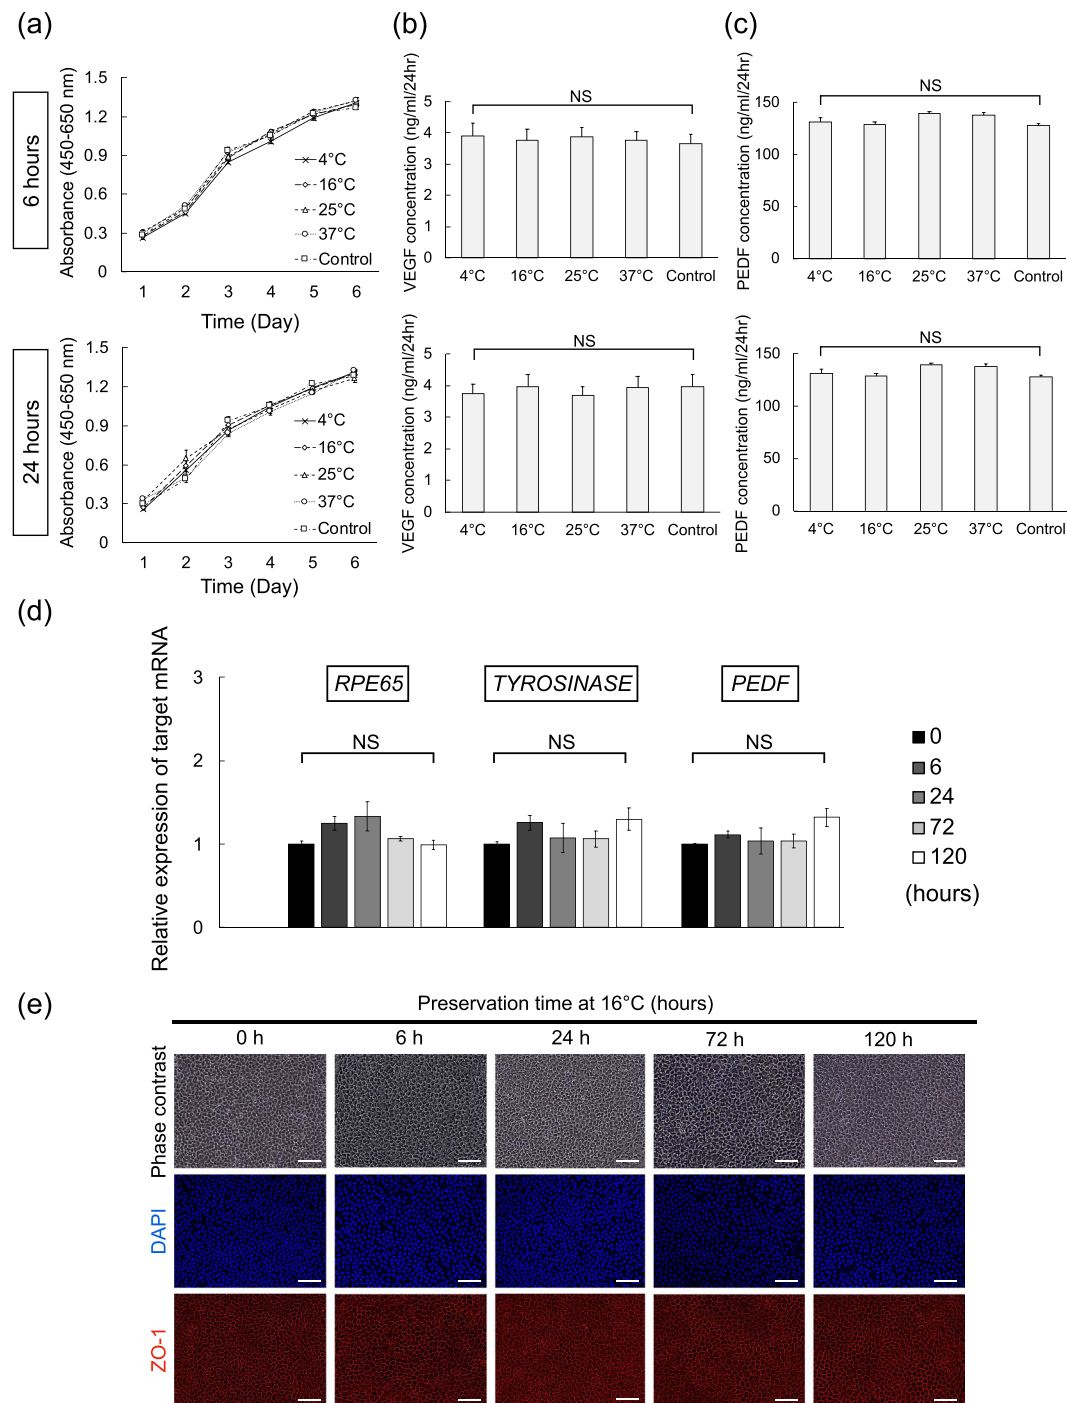 (a)
(b)
(c)
6 hours
Absorbance (450-650 nm)
1.5
1.2
0.9
0.6
0.3
0
4°C
16°C
25°C
37°C
Control
1 2 3 4 5 6
Time (Day)
VEGF concentration (ng/ml/24hr)
NS
5
4
3
2
1
0
4°C 16°C 25°C 37°C Control
PEDF concentration (ng/ml/24hr)
NS
150
100
50
0
4°C 16°C 25°C 37°C Control
24 hours
Absorbance (450-650 nm)
1.5
1.2
0.9
0.6
0.3
0
4°C
16°C
25°C
37°C
Control
1 2 3 4 5 6
Time (Day)
VEGF concentration (ng/ml/24hr)
NS
5
4
3
2
1
0
4°C 16°C 25°C 37°C Control
PEDF concentration (ng/ml/24hr)
NS
150
100
50
0
4°C 16°C 25°C 37°C Control
(d)
Relative expression of target mRNA
3
2
1
0
RPE65 TYROSINASE PEDF
NS NS NS
0
6
24
72
120
(hours)
(e)
Preservation time at 16°C (hours)
0 h 6 h 24 h 72 h 120 h
Phase contrast
DAPI
ZO-1